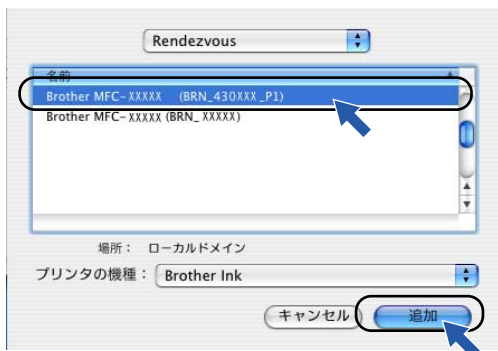 Rendezvous
名前
Brother MFC-XXXXX (BRN_430XXX_P1)
Brother MFC-XXXXX (BRN_XXXXX)
場所： ローカルドメイン
プリンタの機種： Brother Ink
キャンセル 追加